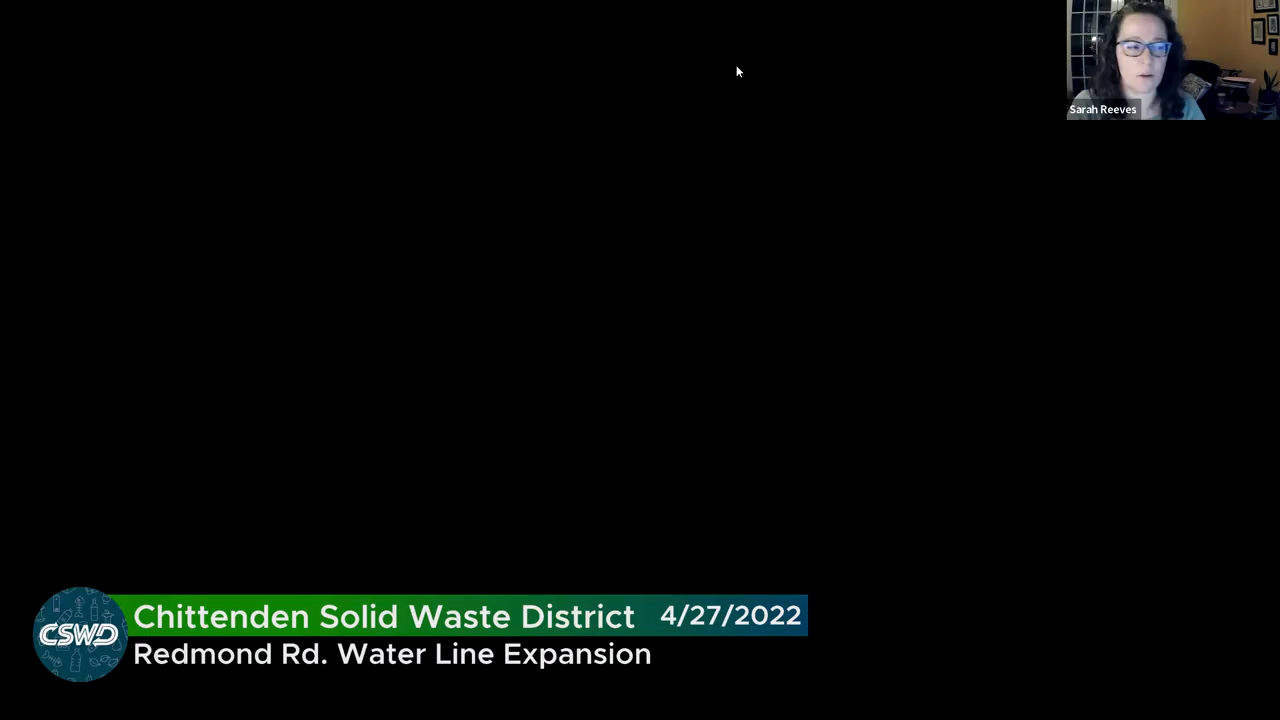 Sarah Reeves
Chittenden Solid Waste District 4/27/2022
CSWD
Redmond Rd. Water Line Expansion